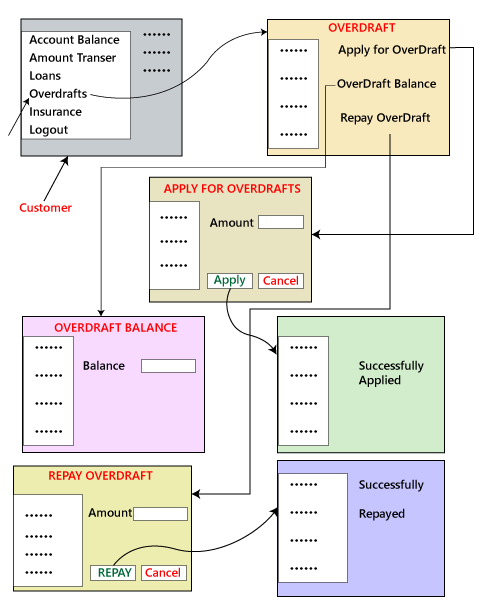 Account Balance
Amount Transer
Loans
Overdrafts
Insurance
Logout
Customer
OVERDRAFT
Apply for OverDraft
OverDraft Balance
Repay OverDraft
APPLY FOR OVERDRAFTS
Amount
Apply
Cancel
OVERDRAFT BALANCE
Balance
Successfully
Applied
REPAY OVERDRAFT
Amount
REPAY
Cancel
Successfully
Repayed